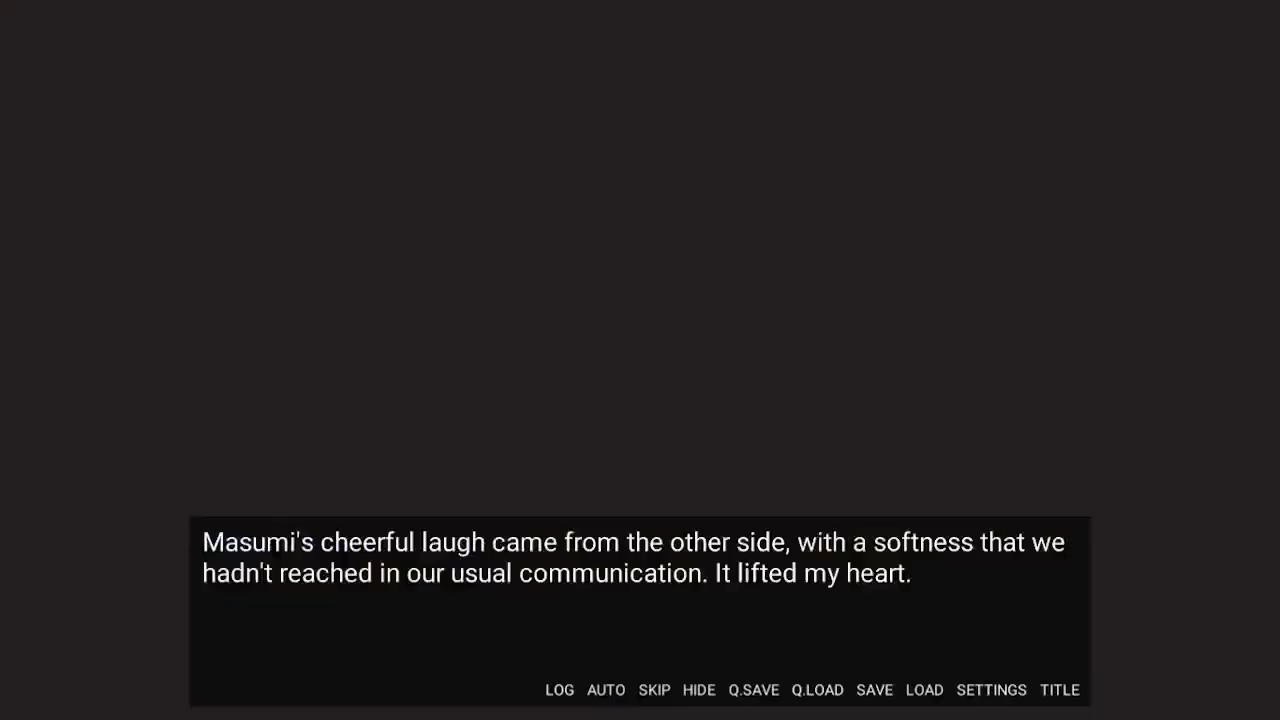 Masumi's cheerful laugh came from the other side, with a softness that we
hadn't reached in our usual communication. It lifted my heart.
LOG AUTO SKIP HIDE Q.SAVE Q.LOAD SAVE LOAD SETTINGS TITLE